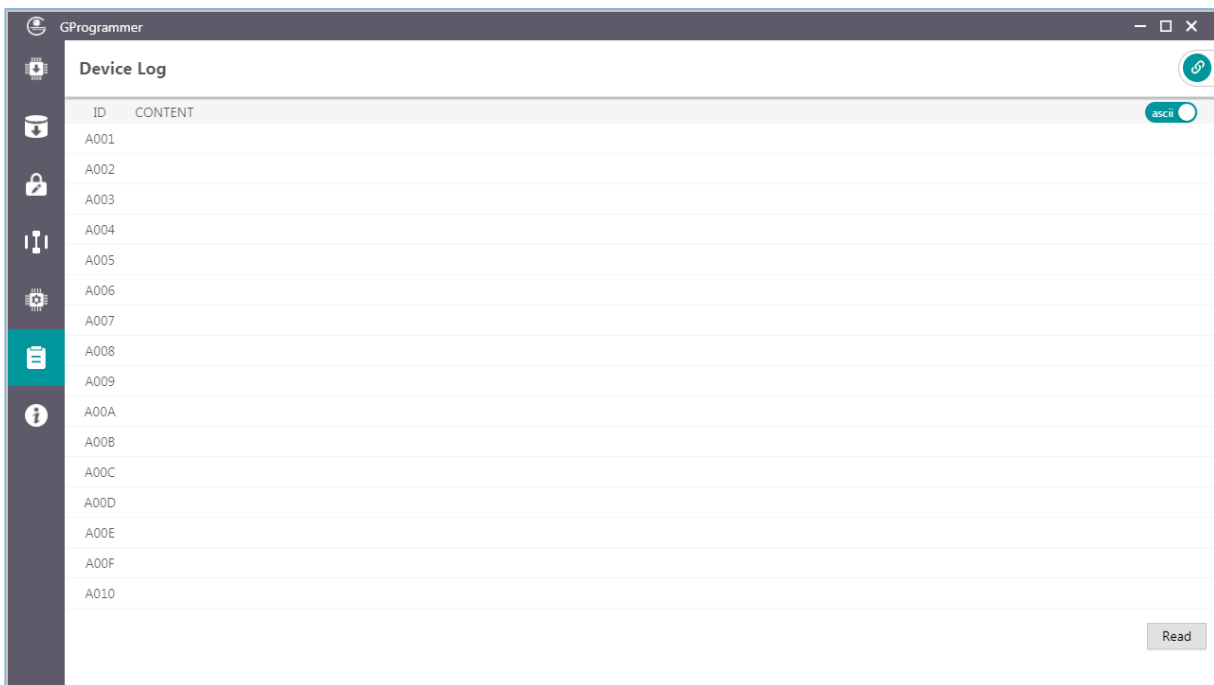 GProgrammer
Device Log
ID CONTENT ascii
A001
A002
A003
A004
A005
A006
A007
A008
A009
A00A
A00B
A00C
A00D
A00E
A00F
A010
Read